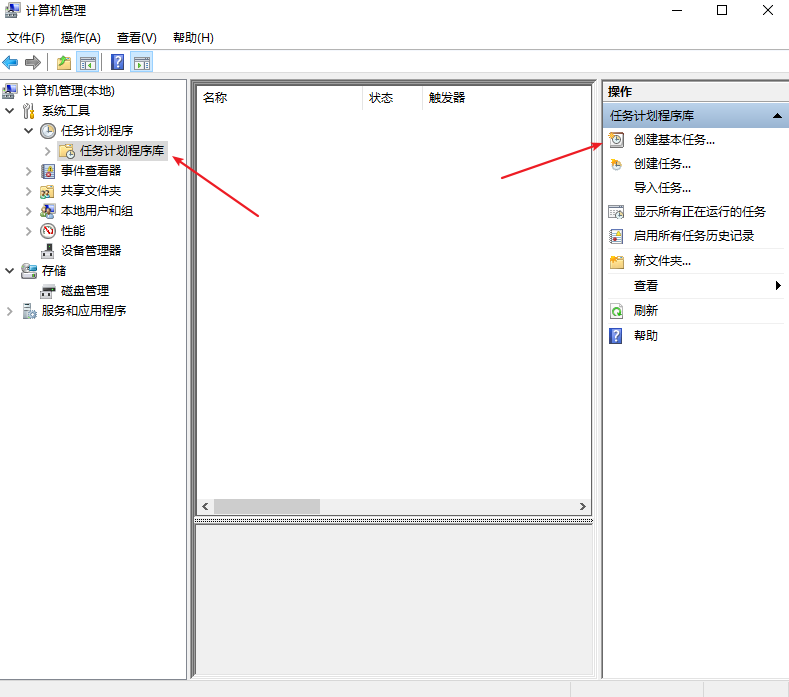 计算机管理
文件(F) 操作(A) 查看(V) 帮助(H)
计算机管理(本地)
系统工具
任务计划程序
任务计划程序库
事件查看器
共享文件夹
本地用户和组
性能
设备管理器
存储
磁盘管理
服务和应用程序
名称 状态 触发器
操作
任务计划程序库
创建基本任务...
创建任务...
导入任务...
显示所有正在运行的任务
启用所有任务历史记录
新文件夹...
查看
刷新
帮助